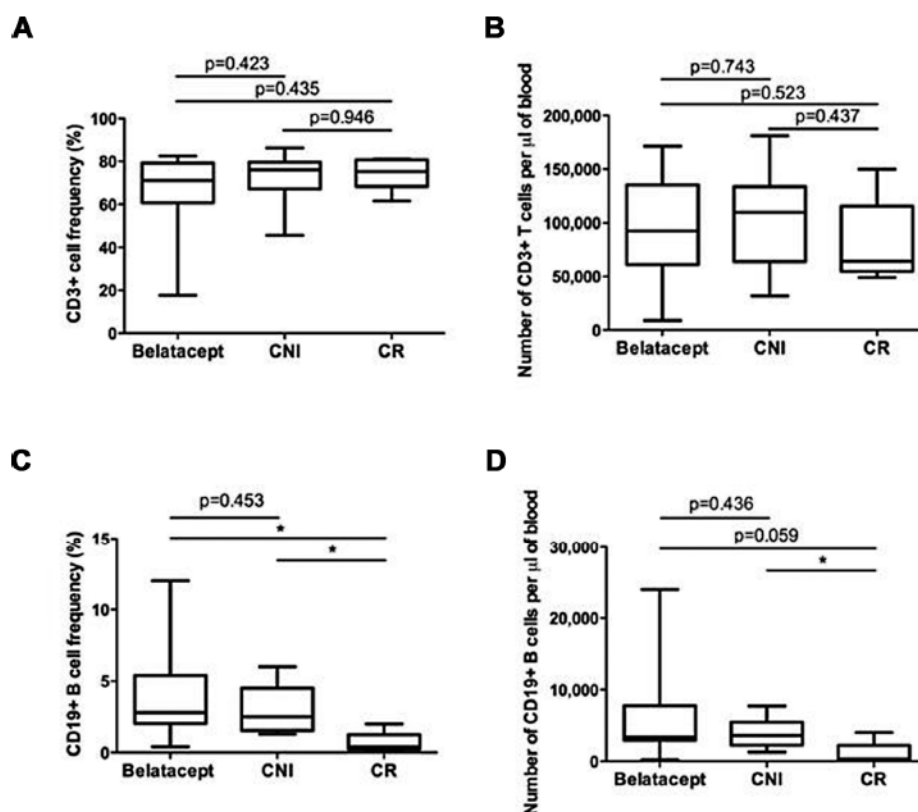 A
p=0.423
p=0.435
p=0.946
CD3+ cell frequency (%)
100
80
60
40
20
0
Belatacept CNI CR
B
p=0.743
p=0.523
p=0.437
Number of CD3+ T cells per μl of blood
200,000
150,000
100,000
50,000
0
Belatacept CNI CR
C
p=0.453
*
*
CD19+ B cell frequency (%)
15
10
5
0
Belatacept CNI CR
D
p=0.436
p=0.059
*
Number of CD19+ B cells per μl of blood
30,000
20,000
10,000
0
Belatacept CNI CR